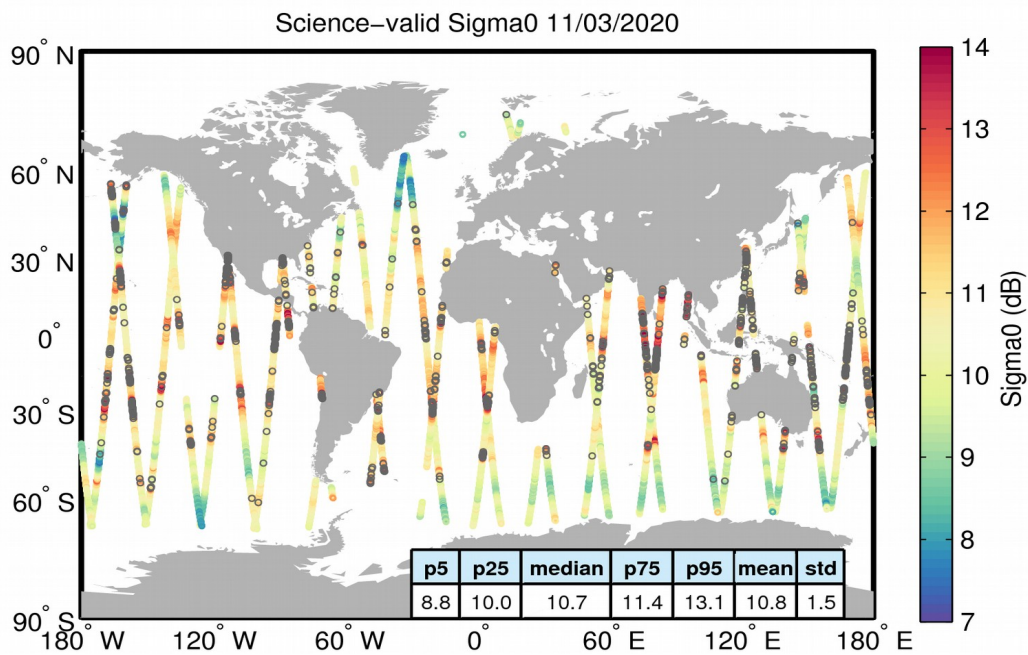 Science−valid Sigma0 11/03/2020
90° N
60° N
30° N
0°
30° S
60° S
90° S
180° W 120° W 60° W 0° 60° E 120° E 180° E
14
13
12
11
10
9
8
7
Sigma0 (dB)
p5 p25 median p75 p95 mean std
8.8 10.0 10.7 11.4 13.1 10.8 1.5